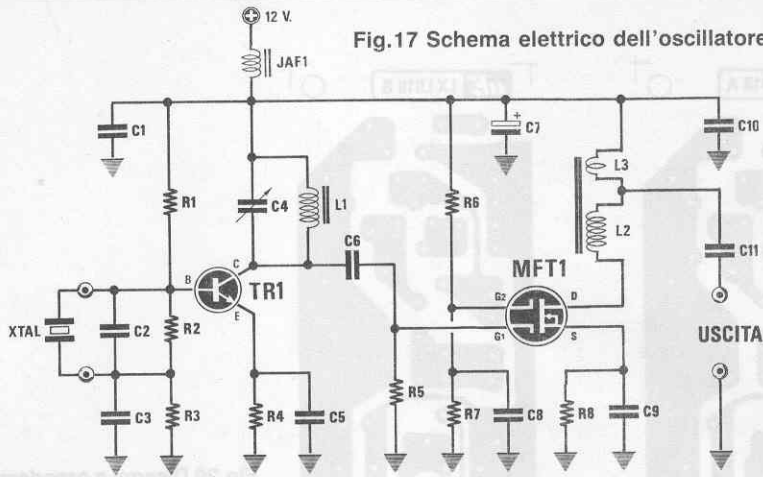 12 V.
Fig.17 Schema elettrico dell'oscillatore
JAF1
C1
C7
+
C10
L3
R1
C4
L1
R6
L2
C6
C11
MFT1
B
C
TR1
E
G2
D
G1
S
XTAL
C2
R2
USCITA
C3
R3
R4
C5
R5
R7
C8
R8
C9